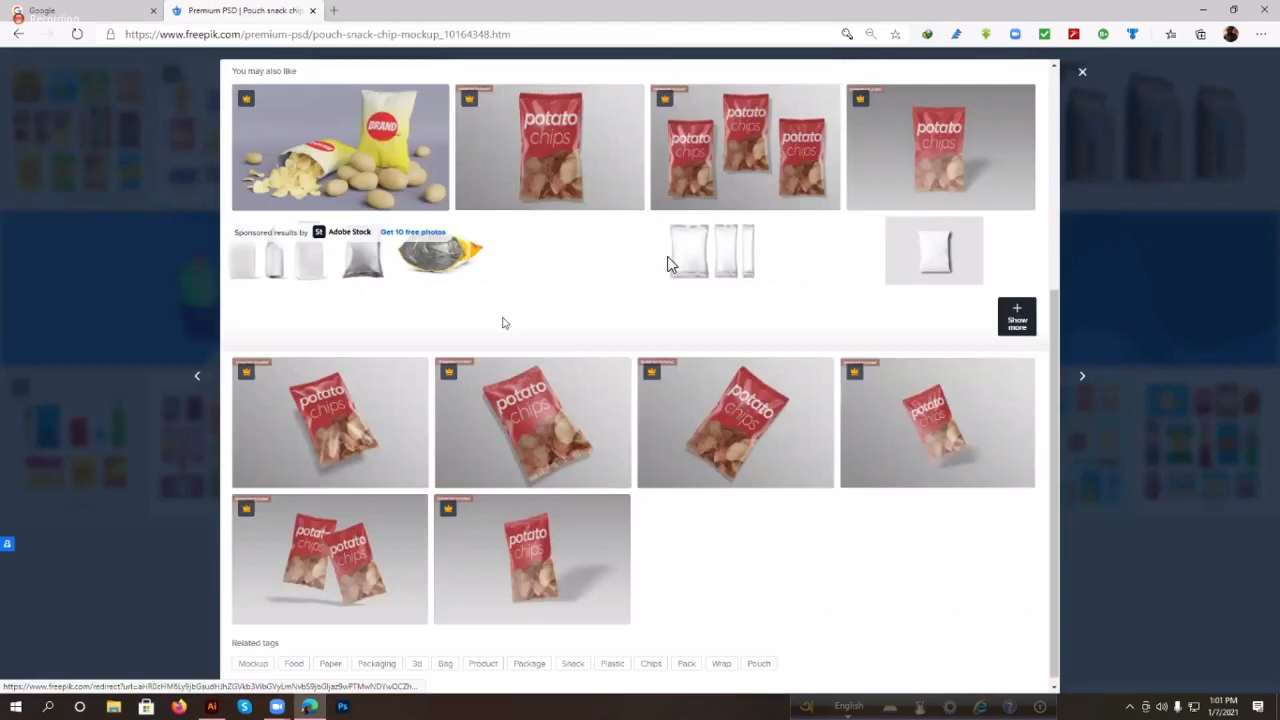 Google
Premium PSD | Pouch snack chip
Recording
https://www.freepik.com/premium-psd/pouch-snack-chip-mockup_10164348.htm
You may also like
BRAND
BRAND
potato
chips
potato
chips
potato
chips
potato
chips
potato
chips
Sponsored results by St Adobe Stock Get 10 free photos
+
Show
more
potato
chips
potato
chips
potato
chips
potato
chips
potato
chips
potato
chips
potato
chips
Related tags
Mockup Food Paper Packaging 3d Bag Product Package Snack Plastic Chips Pack Wrap Pouch
English
1:01 PM
1/7/2021